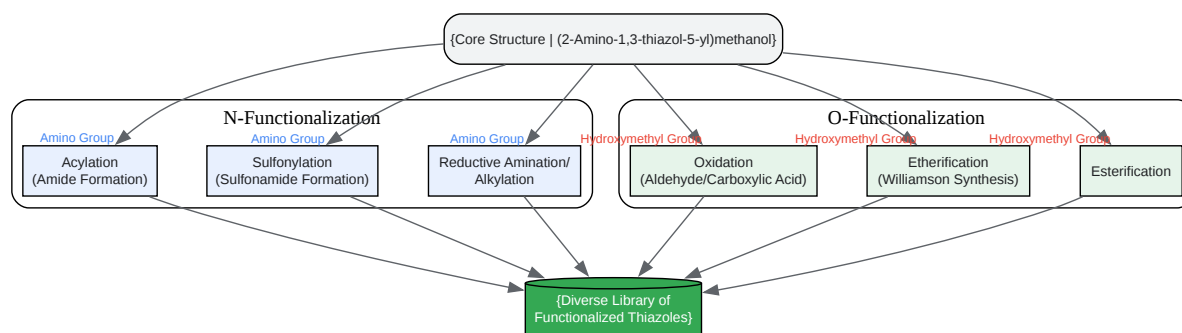 {Core Structure | (2-Amino-1,3-thiazol-5-yl)methanol}
N-Functionalization
O-Functionalization
Amino Group
Amino Group
Amino Group
Hydroxymethyl Group
Hydroxymethyl Group
Hydroxymethyl Group
Acylation
(Amide Formation)
Sulfonylation
(Sulfonamide Formation)
Reductive Amination/
Alkylation
Oxidation
(Aldehyde/Carboxylic Acid)
Etherification
(Williamson Synthesis)
Esterification
{Diverse Library of
Functionalized Thiazoles}